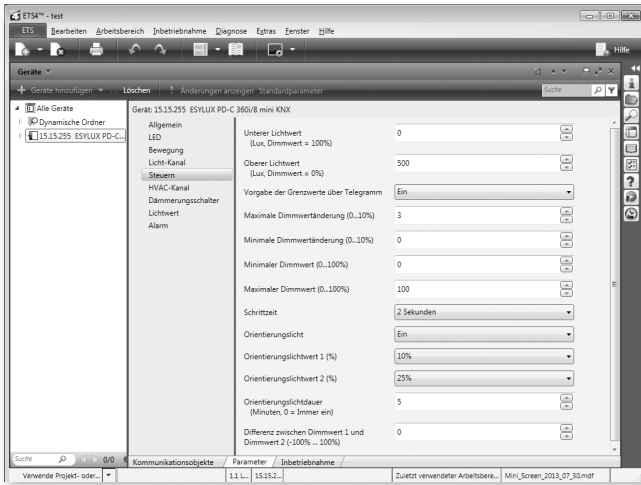 ETS4™ - test
ETS Bearbeiten Arbeitsbereich Inbetriebnahme Diagnose Extras Fenster Hilfe
Hilfe
Geräte
Geräte hinzufügen Löschen Änderungen anzeigen Standardparameter Suche
Alle Geräte
Dynamische Ordner
15.15.255 ESYLUX PD-C...
Gerät: 15.15.255 ESYLUX PD-C 360i/8 mini KNX
Allgemein
LED
Bewegung
Licht-Kanal
Steuern
HVAC-Kanal
Dämmerungsschalter
Lichtwert
Alarm
Unterer Lichtwert
(Lux, Dimmwert = 100%)
0
Oberer Lichtwert
(Lux, Dimmwert = 0%)
500
Vorgabe der Grenzwerte über Telegramm Ein
Maximale Dimmwertänderung (0...10%) 3
Minimale Dimmwertänderung (0...10%) 0
Minimaler Dimmwert (0...100%) 0
Maximaler Dimmwert (0...100%) 100
Schrittzeit 2 Sekunden
Orientierungslicht Ein
Orientierungslichtwert 1 (%) 10%
Orientierungslichtwert 2 (%) 25%
Orientierungslichtdauer
(Minuten, 0 = Immer ein)
5
Differenz zwischen Dimmwert 1 und
Dimmwert 2 (-100% ... 100%)
0
Suche 0/0
Kommunikationsobjekte Parameter Inbetriebnahme
Verwende Projekt- oder... 1.1 L... 15.15.2... Zuletzt verwendeter Arbeitsbere... Mini_Screen_2013_07_30.mdf